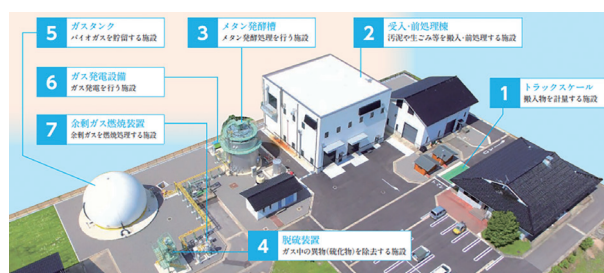 5 ガスタンク
バイオガスを貯留する施設
3 メタン発酵槽
メタン発酵処理を行う施設
2 受入・前処理棟
汚泥や生ごみ等を搬入・前処理する施設
6 ガス発電設備
ガス発電を行う施設
1 トラックスケール
搬入物を計量する施設
7 余剰ガス燃焼装置
余剰ガスを燃焼処理する施設
4 脱硫装置
ガス中の異物(硫化物)を除去する施設